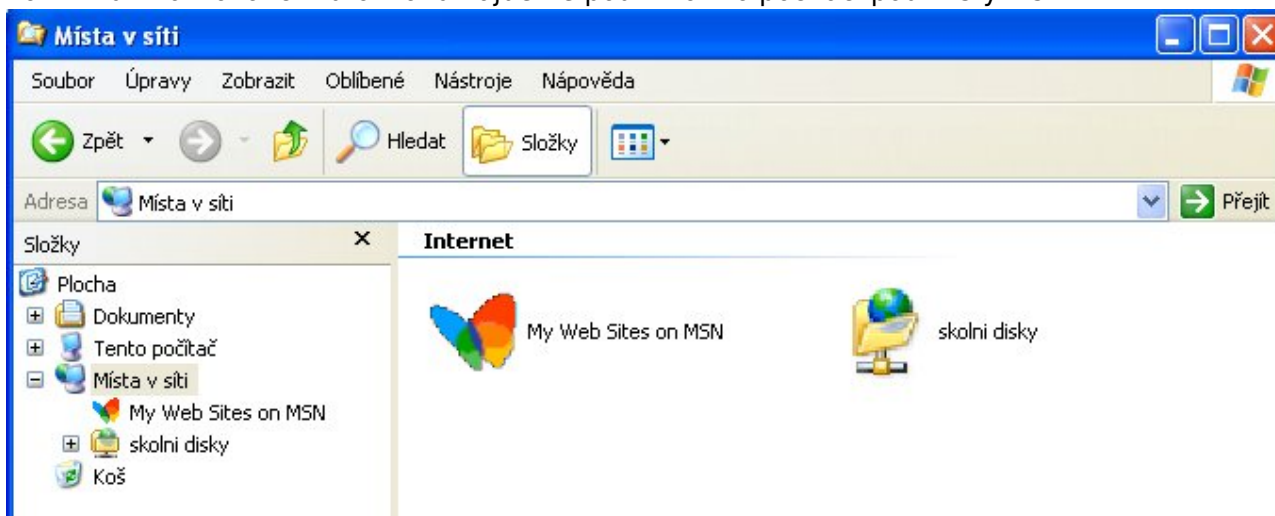 Místa v síti
Soubor Úpravy Zobrazit Oblíbené Nástroje Nápověda
Zpět Hledat Složky
Adresa Místa v síti Přejít
Složky
Internet
Plocha
Dokumenty
Tento počítač
Místa v síti
My Web Sites on MSN
skolni disky
Koš
My Web Sites on MSN
skolni disky